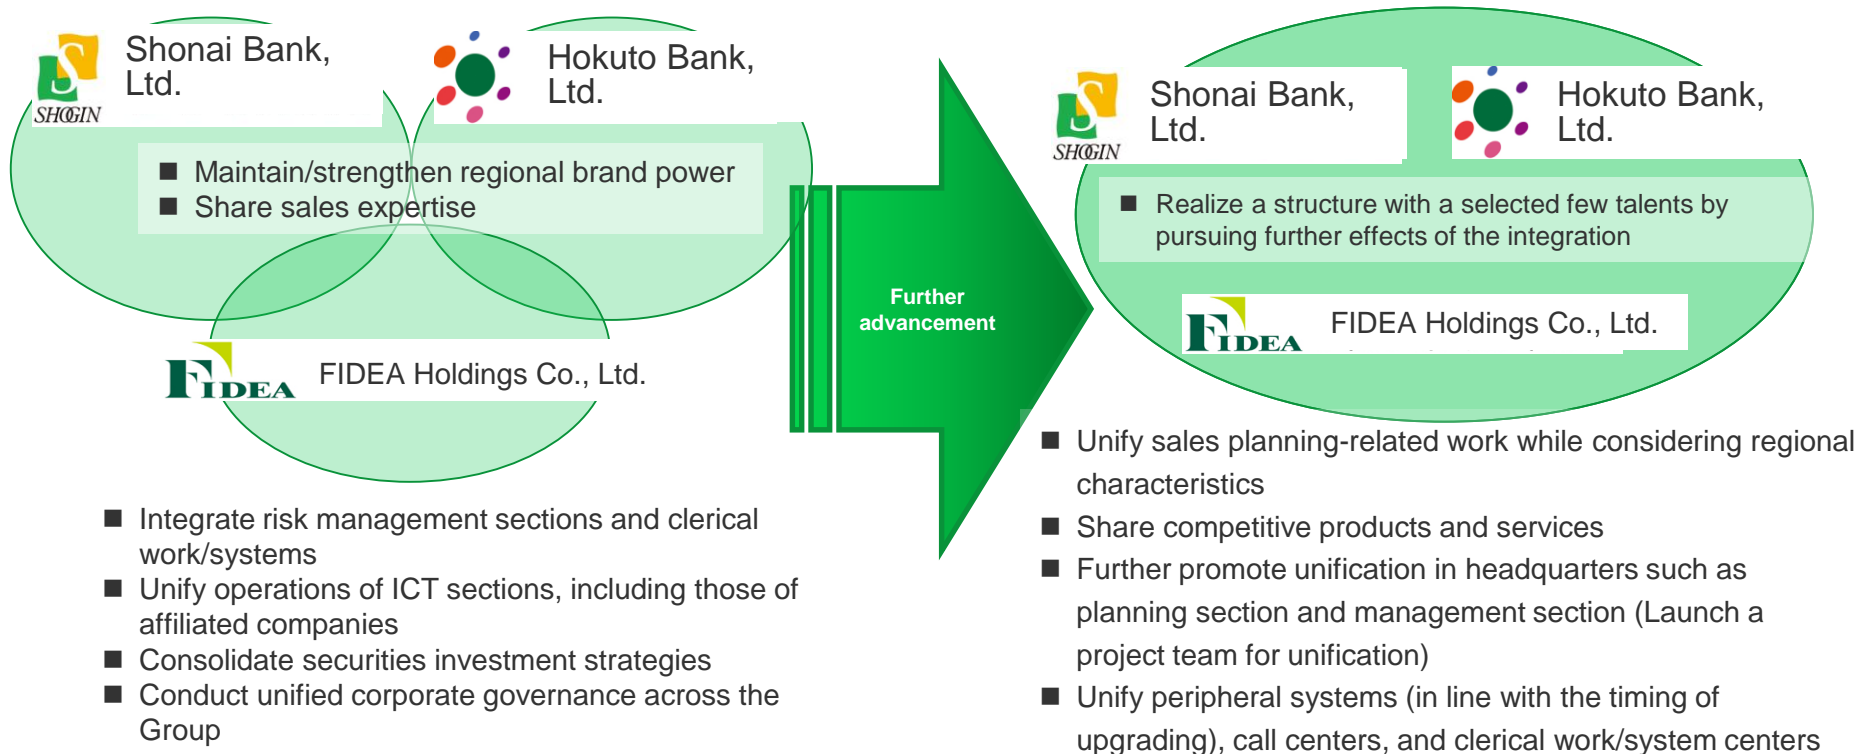 Shonai Bank,
Ltd.
SHOGIN
Hokuto Bank,
Ltd.
■ Maintain/strengthen regional brand power
■ Share sales expertise
FIDEA
FIDEA Holdings Co., Ltd.
■ Integrate risk management sections and clerical
work/systems
■ Unify operations of ICT sections, including those of
affiliated companies
■ Consolidate securities investment strategies
■ Conduct unified corporate governance across the
Group
Further
advancement
Shonai Bank,
Ltd.
SHOGIN
Hokuto Bank,
Ltd.
■ Realize a structure with a selected few talents by
pursuing further effects of the integration
FIDEA
FIDEA Holdings Co., Ltd.
■ Unify sales planning-related work while considering regional
characteristics
■ Share competitive products and services
■ Further promote unification in headquarters such as
planning section and management section (Launch a
project team for unification)
■ Unify peripheral systems (in line with the timing of
upgrading), call centers, and clerical work/system centers